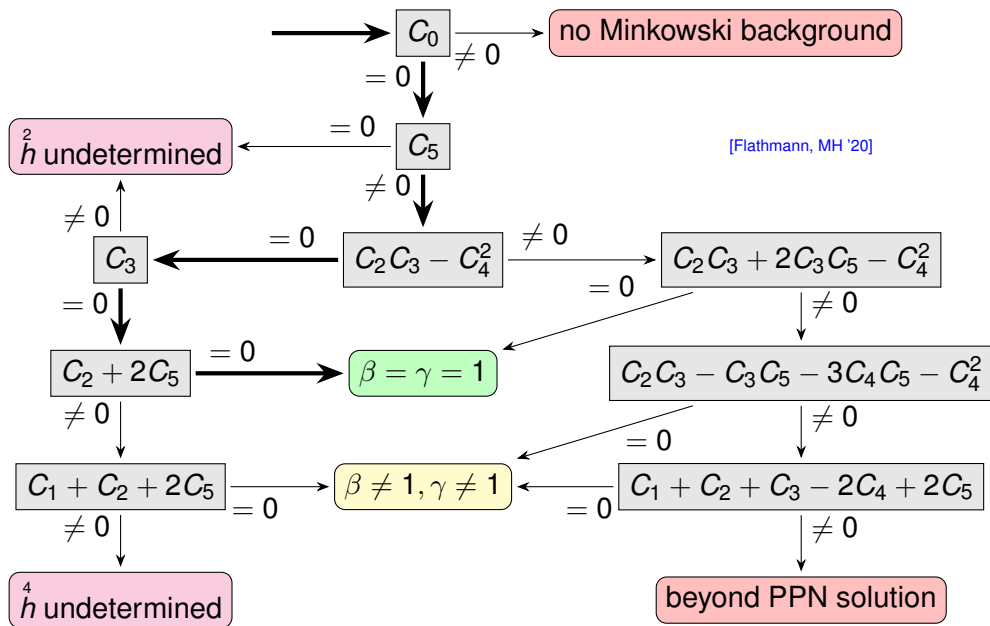 C₀
≠ 0
no Minkowski background
= 0
= 0
C₅
[Flathmann, MH '20]
2
h undetermined
≠ 0
≠ 0
= 0
≠ 0
C₃
C₂C₃ − C₄²
C₂C₃ + 2C₃C₅ − C₄²
= 0
= 0
≠ 0
= 0
C₂ + 2C₅
β = γ = 1
C₂C₃ − C₃C₅ − 3C₄C₅ − C₄²
≠ 0
= 0
≠ 0
C₁ + C₂ + 2C₅
= 0
β ≠ 1, γ ≠ 1
= 0
C₁ + C₂ + C₃ − 2C₄ + 2C₅
≠ 0
≠ 0
4
h undetermined
beyond PPN solution